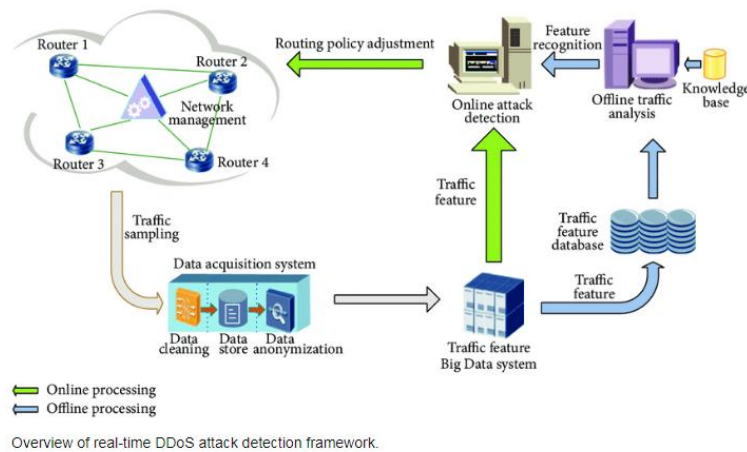 Router 1
Router 2
Network
management
Router 3
Router 4
Routing policy adjustment
Online attack
detection
Feature
recognition
Offline traffic
analysis
Knowledge
base
Traffic
sampling
Data acquisition system
Data
cleaning
Data
store
Data
anonymization
Traffic
feature
Traffic
feature
database
Traffic
feature
Traffic feature
Big Data system
Online processing
Offline processing
Overview of real-time DDoS attack detection framework.